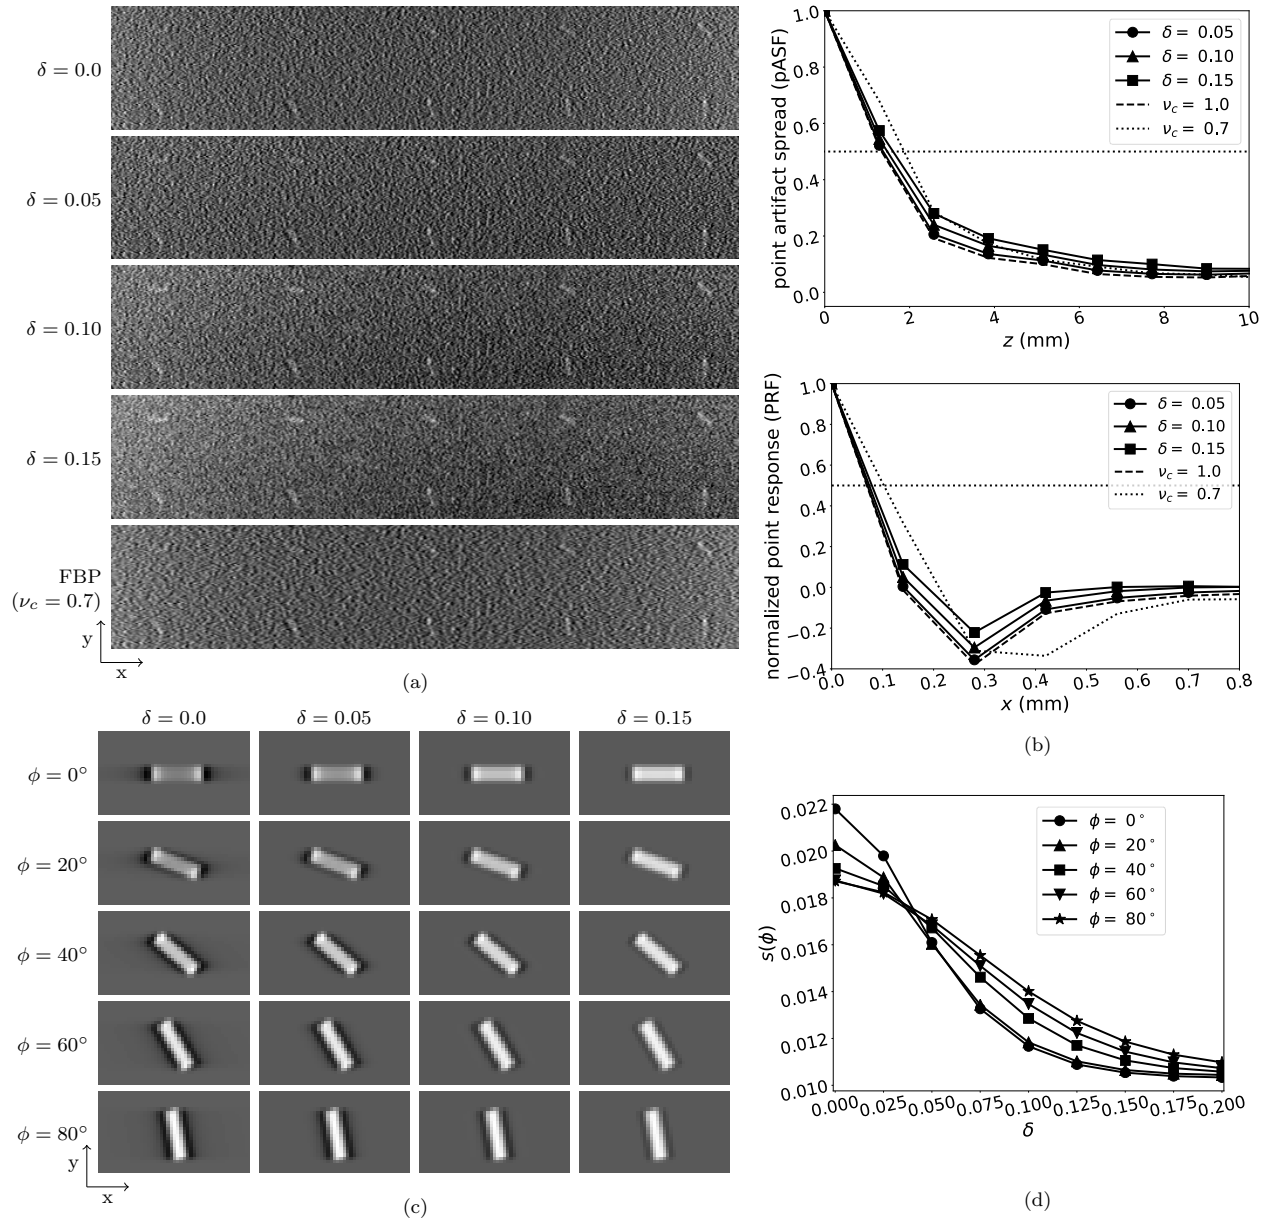 δ = 0.0
δ = 0.05
δ = 0.10
δ = 0.15
FBP
(ν_c = 0.7)
y
x
(a)
point artifact spread (pASF)
1.0
0.8
0.6
0.4
0.2
0.0
0 2 4 6 8 10
z (mm)
δ = 0.05
δ = 0.10
δ = 0.15
ν_c = 1.0
ν_c = 0.7
normalized point response (PRF)
1.0
0.8
0.6
0.4
0.2
0.0
−0.2
−0.4
0.0 0.1 0.2 0.3 0.4 0.5 0.6 0.7 0.8
x (mm)
δ = 0.05
δ = 0.10
δ = 0.15
ν_c = 1.0
ν_c = 0.7
(b)
δ = 0.0 δ = 0.05 δ = 0.10 δ = 0.15
ϕ = 0°
ϕ = 20°
ϕ = 40°
ϕ = 60°
ϕ = 80°
y
x
(c)
s(ϕ)
0.022
0.020
0.018
0.016
0.014
0.012
0.010
0.000 0.025 0.050 0.075 0.100 0.125 0.150 0.175 0.200
δ
ϕ = 0°
ϕ = 20°
ϕ = 40°
ϕ = 60°
ϕ = 80°
(d)